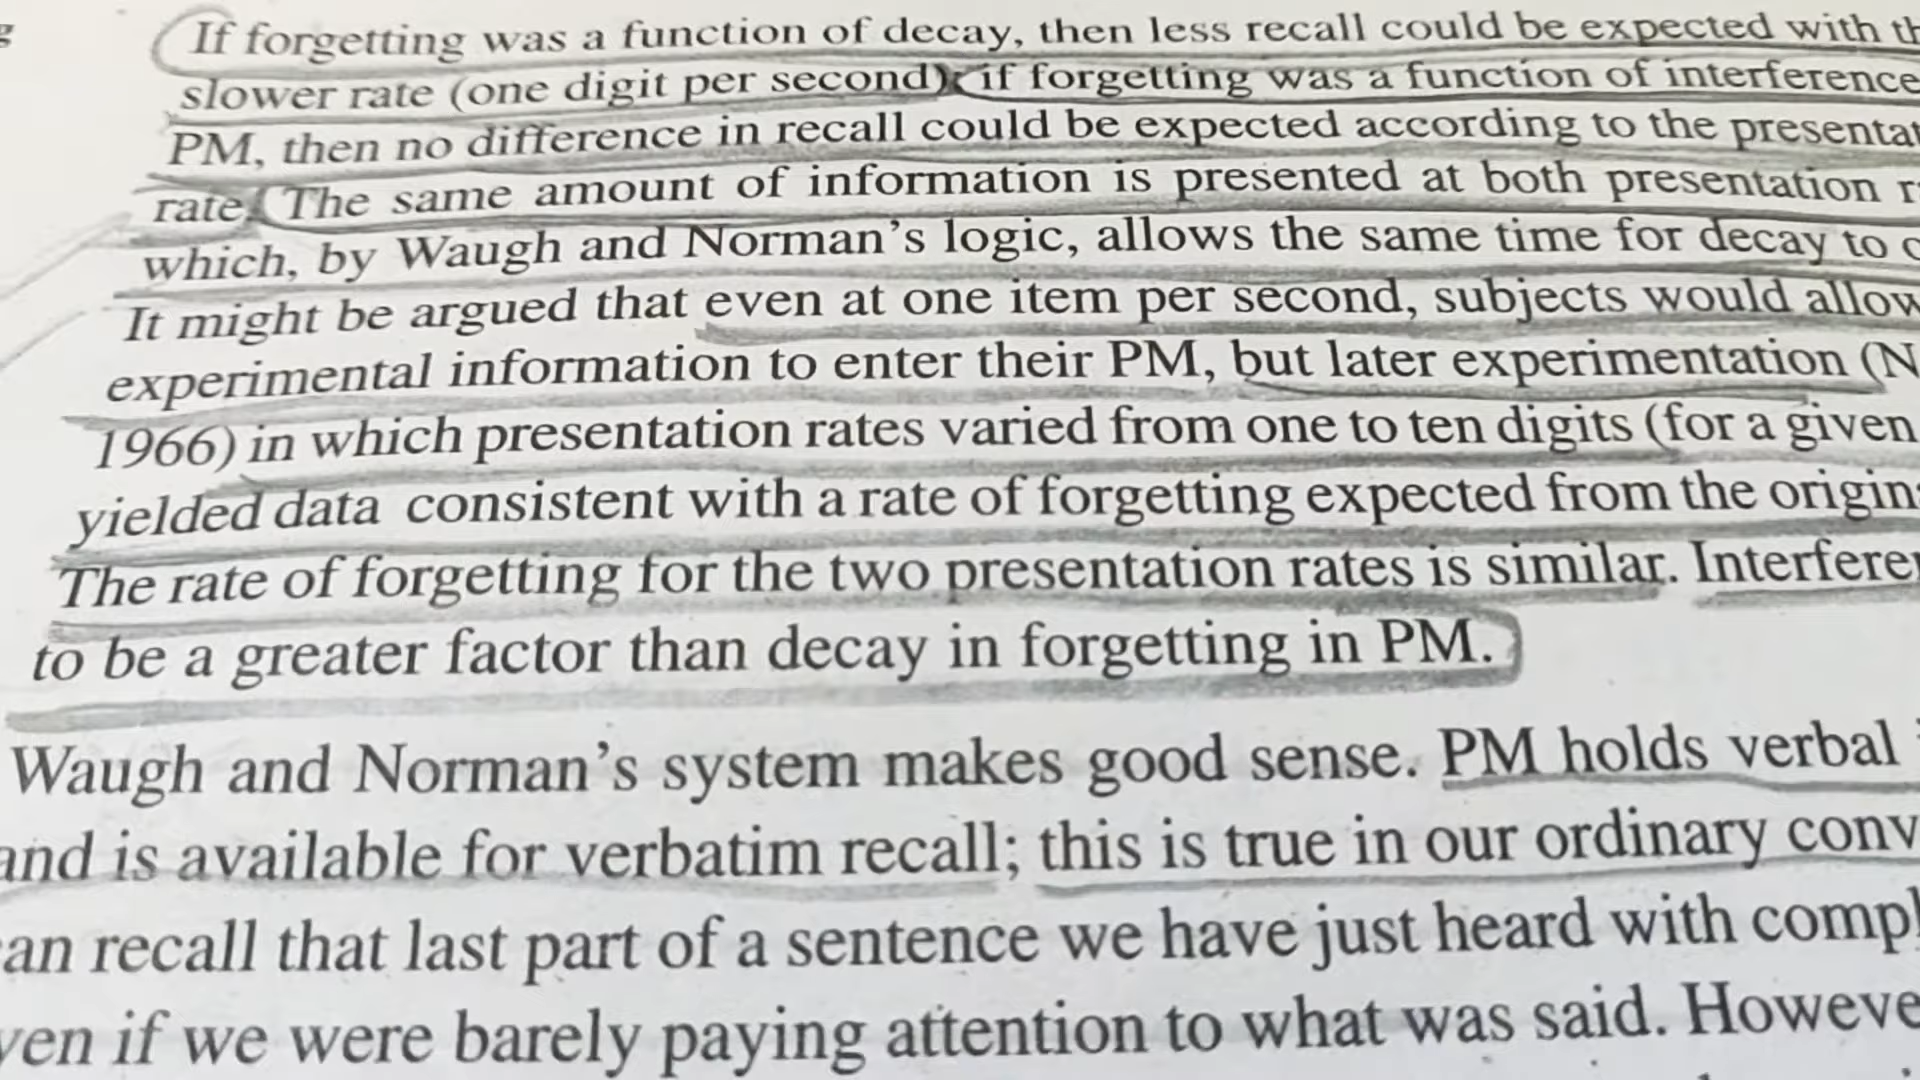 If forgetting was a function of decay, then less recall could be expected with
slower rate (one digit per second); if forgetting was a function of interference
PM, then no difference in recall could be expected according to the
rate. The same amount of information is presented at both presentation
which, by Waugh and Norman's logic, allows the same time for decay to
It might be argued that even at one item per second, subjects would allow
experimental information to enter their PM, but later experimentation (N
1966) in which presentation rates varied from one to ten digits (for a given
yielded data consistent with a rate of forgetting expected from the
The rate of forgetting for the two presentation rates is similar.
to be a greater factor than decay in forgetting in PM.
Waugh and Norman's system makes good sense. PM holds verbal
and is available for verbatim recall; this is true in our ordinary
an recall that last part of a sentence we have just heard with
ven if we were barely paying attention to what was said.